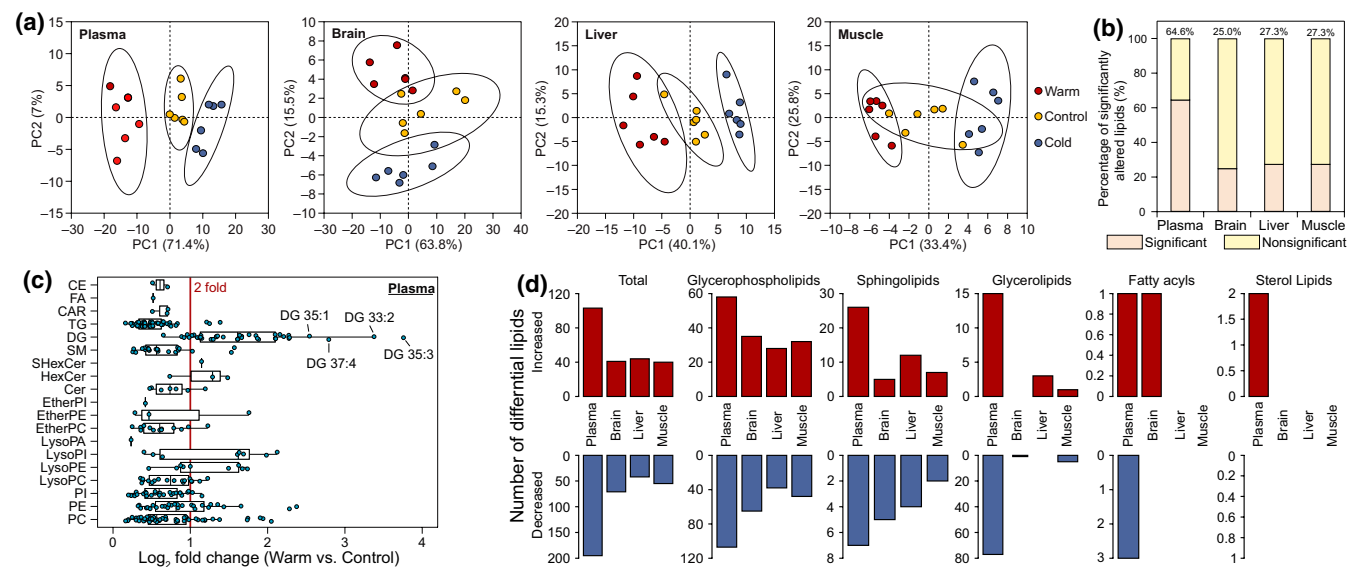 (a)
Plasma
PC2 (7%)
15
10
5
0
–5
–10
–15
–30 –20 –10 0 10 20 30
PC1 (71.4%)
Brain
PC2 (15.5%)
10
8
6
4
2
0
–2
–4
–6
–8
–10
–30 –20 –10 0 10 20 30 40
PC1 (63.8%)
Liver
PC2 (15.3%)
20
15
10
5
0
–5
–10
–15
–20
–20 –15 –10 –5 0 5 10 15
PC1 (40.1%)
Muscle
PC2 (25.8%)
20
15
10
5
0
–5
–10
–15
–20
–10 –8 –6 –4 –2 0 2 4 6 8 10
PC1 (33.4%)
Warm
Control
Cold
(b)
Percentage of significantly
altered lipids (%)
100
80
60
40
20
0
64.6% 25.0% 27.3% 27.3%
Plasma Brain Liver Muscle
Significant Nonsignificant
(c)
Plasma
2 fold
CE
FA
CAR
TG
DG
SM
SHexCer
HexCer
Cer
EtherPI
EtherPE
EtherPC
LysoPA
LysoPI
LysoPE
LysoPC
PI
PE
PC
DG 35:1
DG 33:2
DG 37:4
DG 35:3
0 1 2 3 4
Log2 fold change (Warm vs. Control)
(d)
Number of differntial lipids
Increased
Decreased
Total
120
80
40
0
Plasma Brain Liver Muscle
0
50
100
150
200
Glycerophospholipids
60
40
20
0
Plasma Brain Liver Muscle
0
40
80
120
Sphingolipids
30
20
10
0
Plasma Brain Liver Muscle
0
2
4
6
8
Glycerolipids
15
10
5
0
Plasma Brain Liver Muscle
0
20
40
60
80
Fatty acyls
1
0.8
0.6
0.4
0.2
0
Plasma Brain Liver Muscle
0
1
2
3
Sterol Lipids
2
1.5
1
0.5
0
Plasma Brain Liver Muscle
0
0.2
0.4
0.6
0.8
1